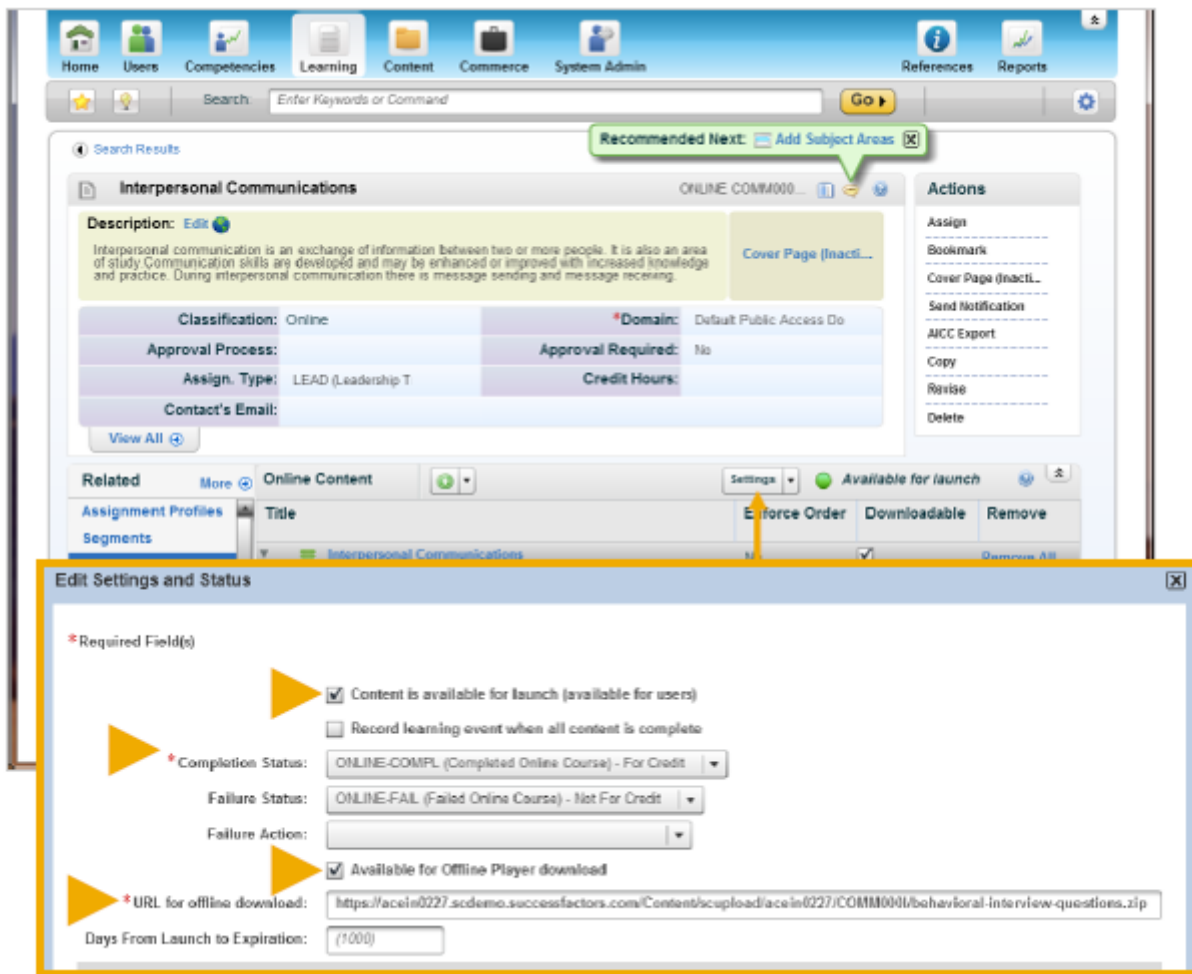 Home Users Competencies Learning Content Commerce System Admin References Reports
Search: Enter Keywords or Command Go
Recommended Next: Add Subject Areas
Search Results
Interpersonal Communications ONLINE COMM000...
Actions
Description: Edit
Interpersonal communication is an exchange of information between two or more people. It is also an area
of study.Communication skills are developed and may be enhanced or improved with increased knowledge
and practice. During interpersonal communication there is message sending and message receiving.
Cover Page (Inacti...
Assign
Bookmark
Cover Page (Inacti...
Send Notification
AICC Export
Copy
Revise
Delete
Classification: Online *Domain: Default Public Access Do
Approval Process: Approval Required: No
Assign. Type: LEAD (Leadership T Credit Hours:
Contact's Email:
View All
Related More Online Content Settings Available for launch
Assignment Profiles
Segments
Title Enforce Order Downloadable Remove
Interpersonal Communications No Remove All
Edit Settings and Status
*Required Field(s)
Content is available for launch (available for users)
Record learning event when all content is complete
*Completion Status: ONLINE-COMPL (Completed Online Course) - For Credit
Failure Status: ONLINE-FAIL (Failed Online Course) - Not For Credit
Failure Action:
Available for Offline Player download
*URL for offline download: https://acein0227.scdemo.successfactors.com/Content/scupload/acein0227/COMM000I/behavioral-interview-questions.zip
Days From Launch to Expiration: (1000)